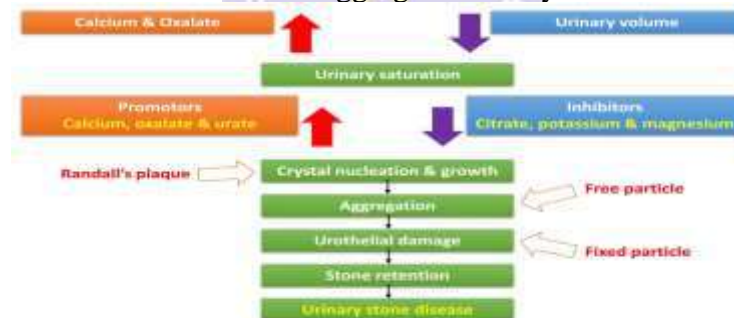 Calcium & Oxalate
Urinary volume
Urinary saturation
Promotors
Calcium, oxalate & urate
Inhibitors
Citrate, potassium & magnesium
Randall's plaque
Crystal nucleation & growth
Free particle
Aggregation
Urothelial damage
Fixed particle
Stone retention
Urinary stone disease